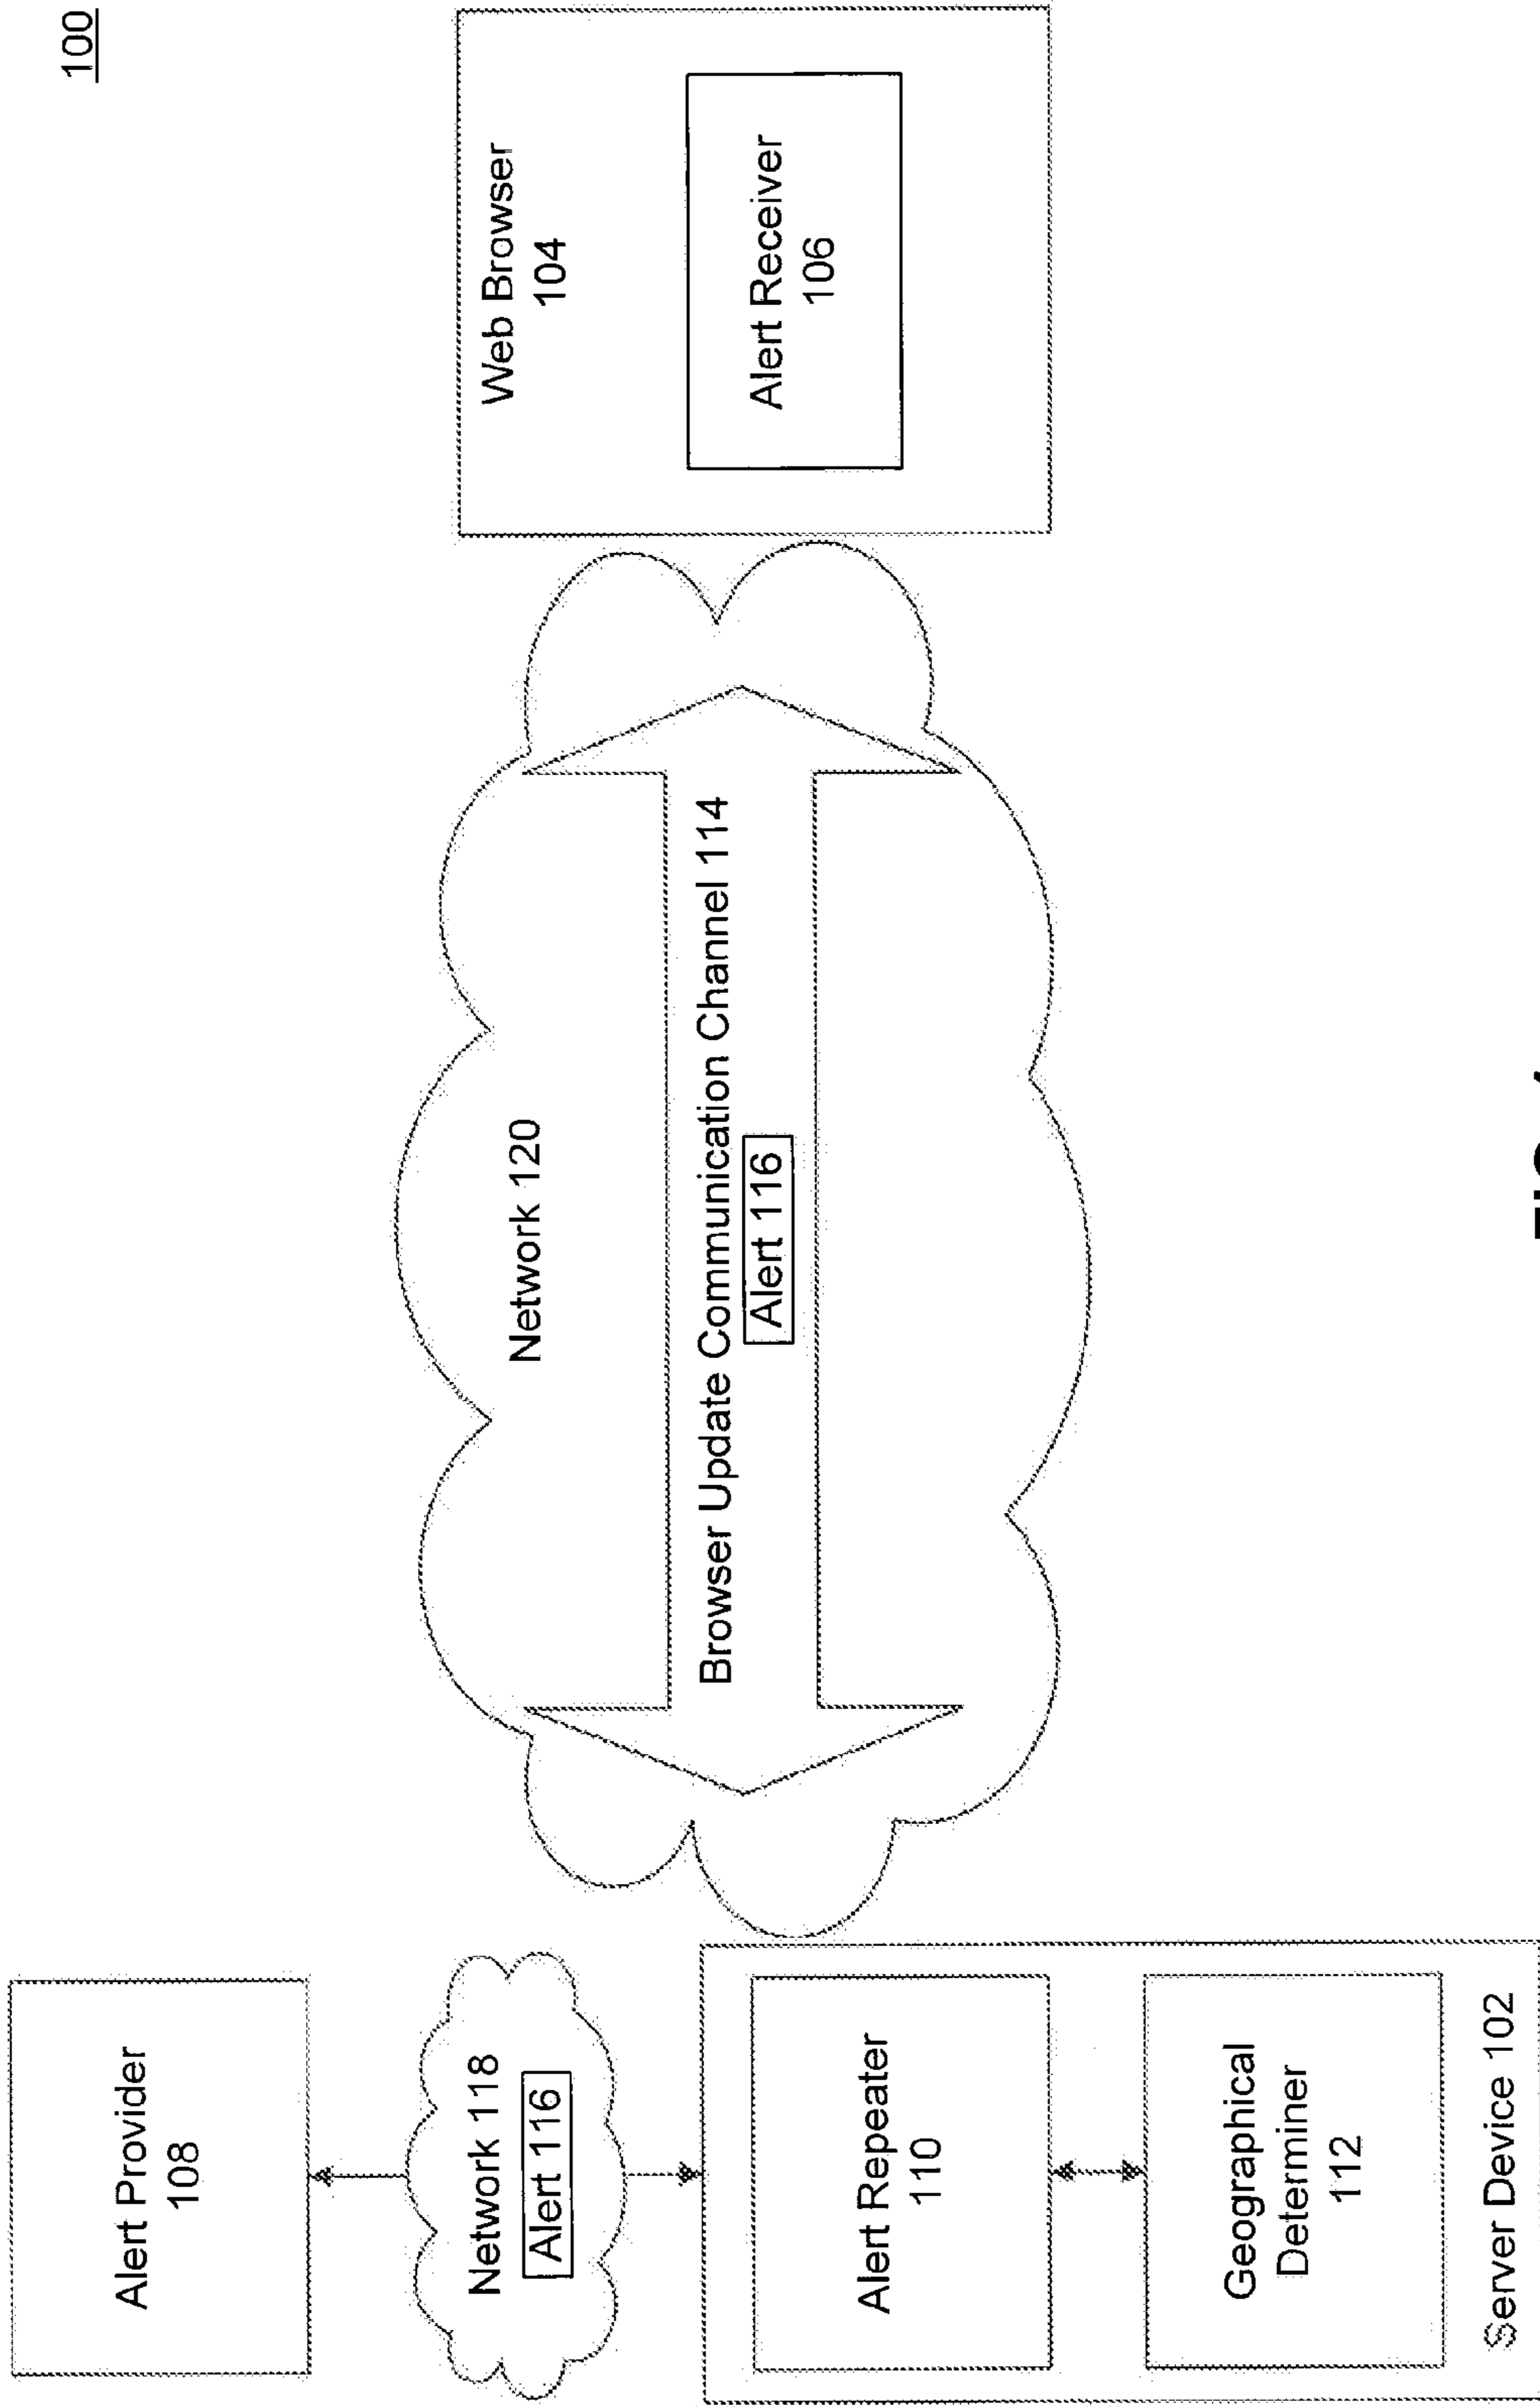 100
Alert Provider
108
Network 118
Alert 116
Alert Repeater
110
Geographical
Determiner
112
Server Device 102
Network 120
Browser Update Communication Channel 114
Alert 116
Web Browser
104
Alert Receiver
106